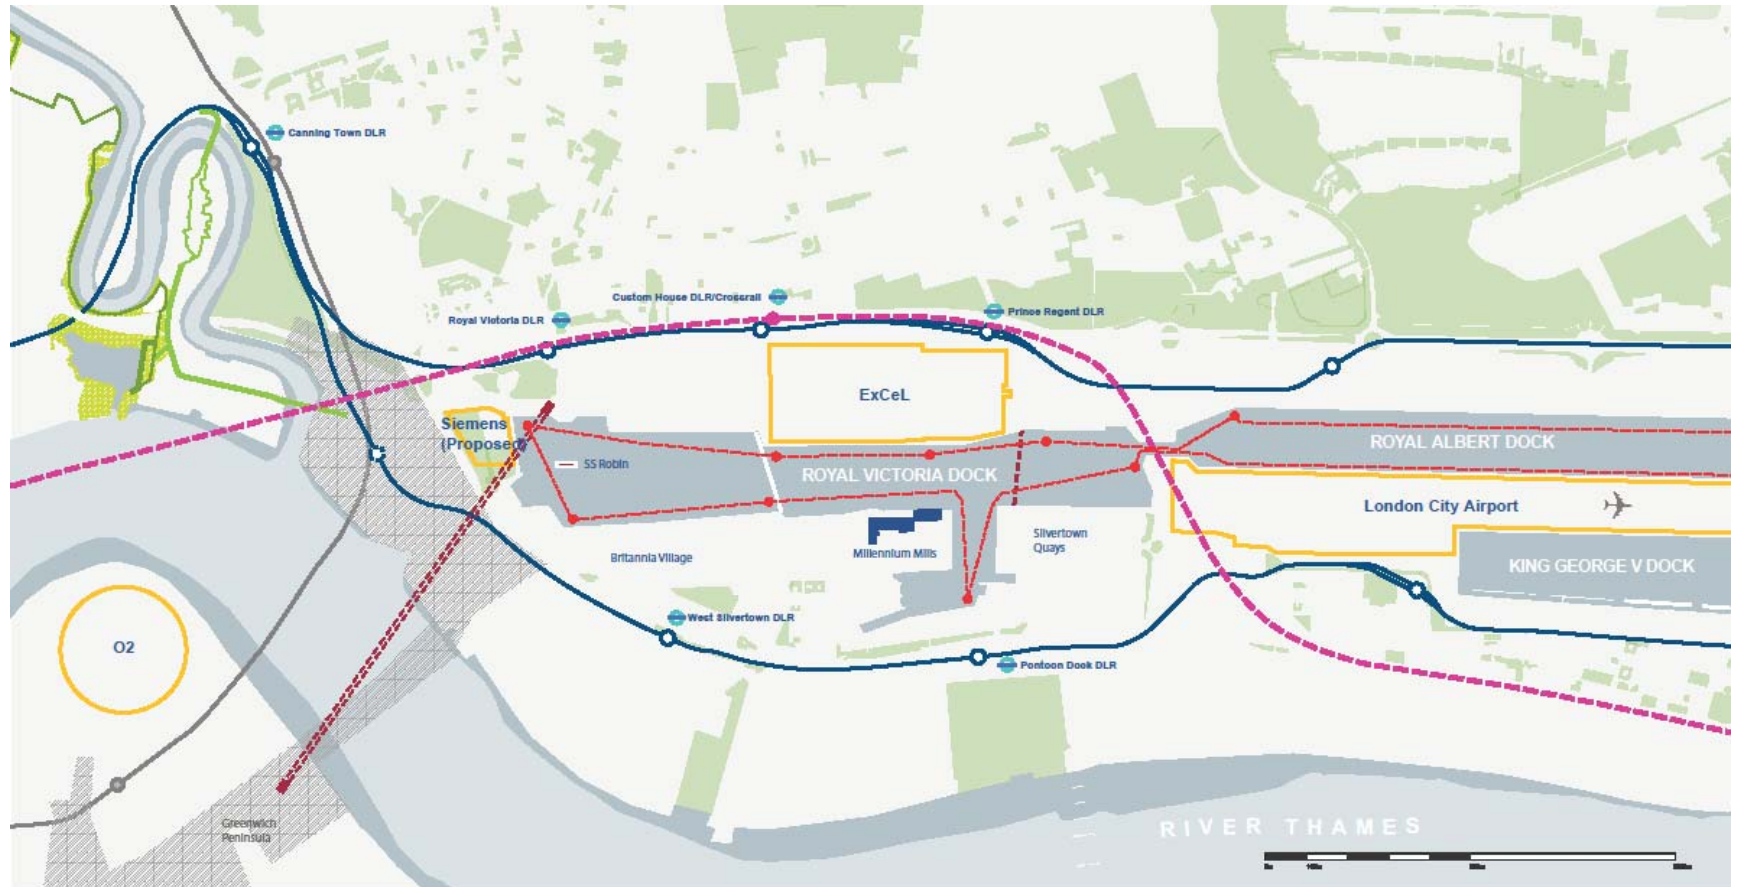 Canning Town DLR
Custom House DLR/Crossrail
Royal Victoria DLR
Prince Regent DLR
ExCeL
Siemens
(Proposed)
ROYAL ALBERT DOCK
SS Robin
ROYAL VICTORIA DOCK
London City Airport
Silvertown
Quays
Millennium Mills
Britannia Village
KING GEORGE V DOCK
West Silvertown DLR
O2
Pontoon Dock DLR
Greenwich
Peninsula
RIVER THAMES